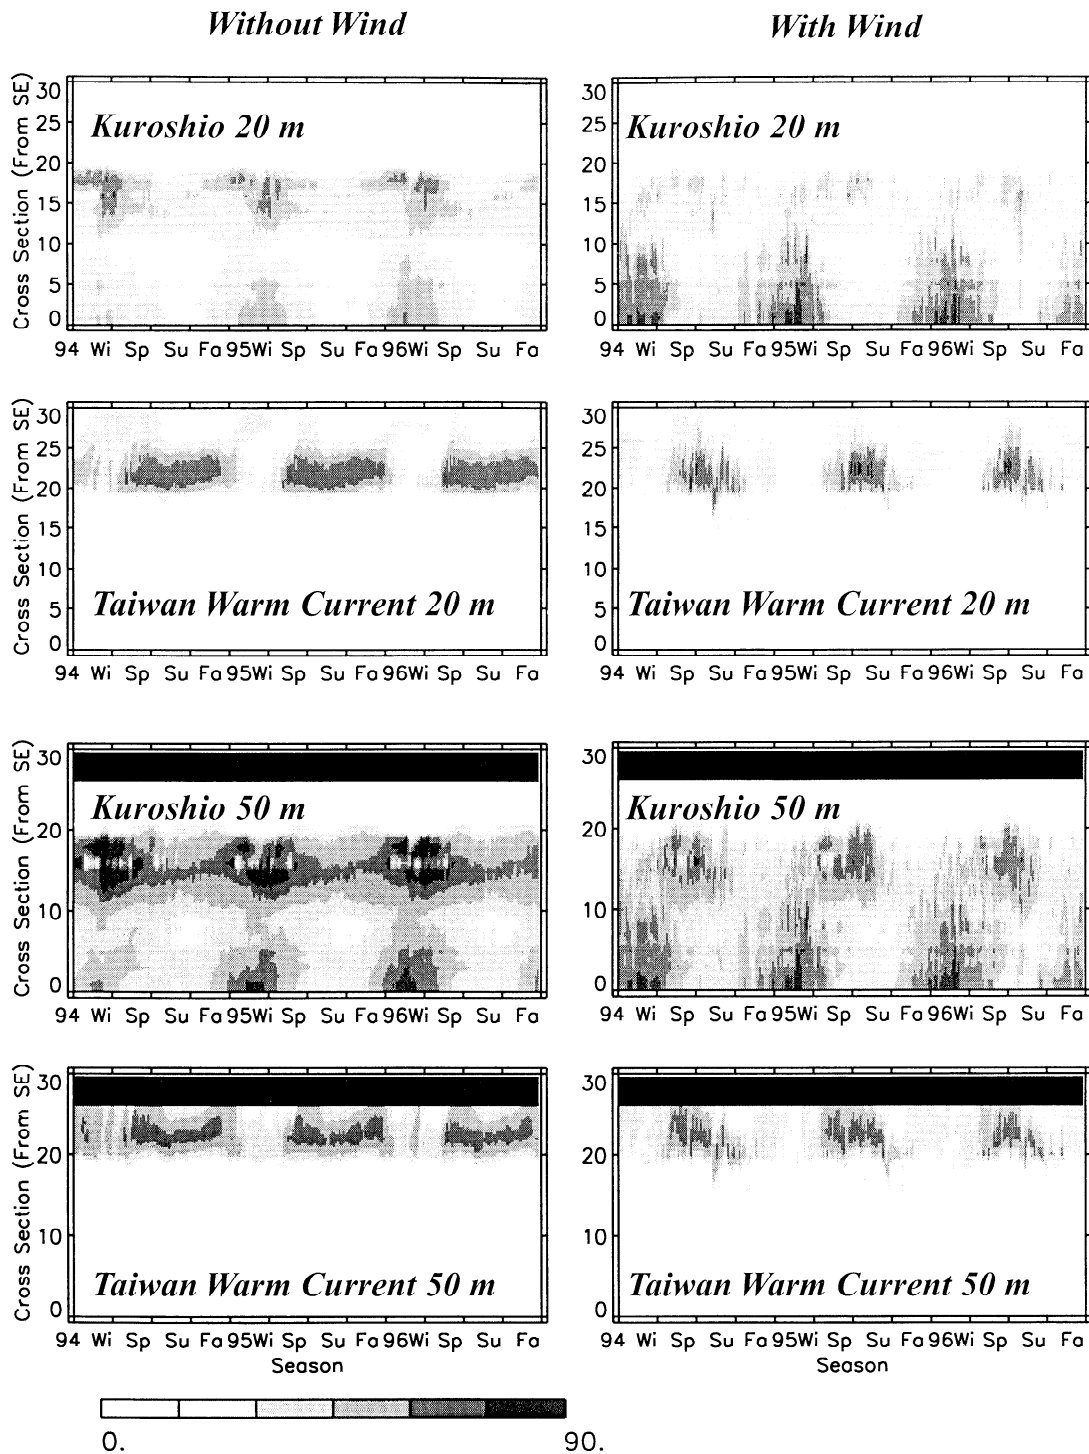 Without Wind
With Wind
Cross Section (From SE)
30
25
20
15
10
5
0
Kuroshio 20 m
94 Wi Sp Su Fa 95Wi Sp Su Fa 96Wi Sp Su Fa
30
25
20
15
10
5
0
Kuroshio 20 m
94 Wi Sp Su Fa 95Wi Sp Su Fa 96Wi Sp Su Fa
Cross Section (From SE)
30
25
20
15
10
5
0
Taiwan Warm Current 20 m
94 Wi Sp Su Fa 95Wi Sp Su Fa 96Wi Sp Su Fa
30
25
20
15
10
5
0
Taiwan Warm Current 20 m
94 Wi Sp Su Fa 95Wi Sp Su Fa 96Wi Sp Su Fa
Cross Section (From SE)
30
20
10
0
Kuroshio 50 m
94 Wi Sp Su Fa 95Wi Sp Su Fa 96Wi Sp Su Fa
30
20
10
0
Kuroshio 50 m
94 Wi Sp Su Fa 95Wi Sp Su Fa 96Wi Sp Su Fa
Cross Section (From SE)
30
20
10
0
Taiwan Warm Current 50 m
94 Wi Sp Su Fa 95Wi Sp Su Fa 96Wi Sp Su Fa
Season
30
20
10
0
Taiwan Warm Current 50 m
94 Wi Sp Su Fa 95Wi Sp Su Fa 96Wi Sp Su Fa
Season
0. 90.